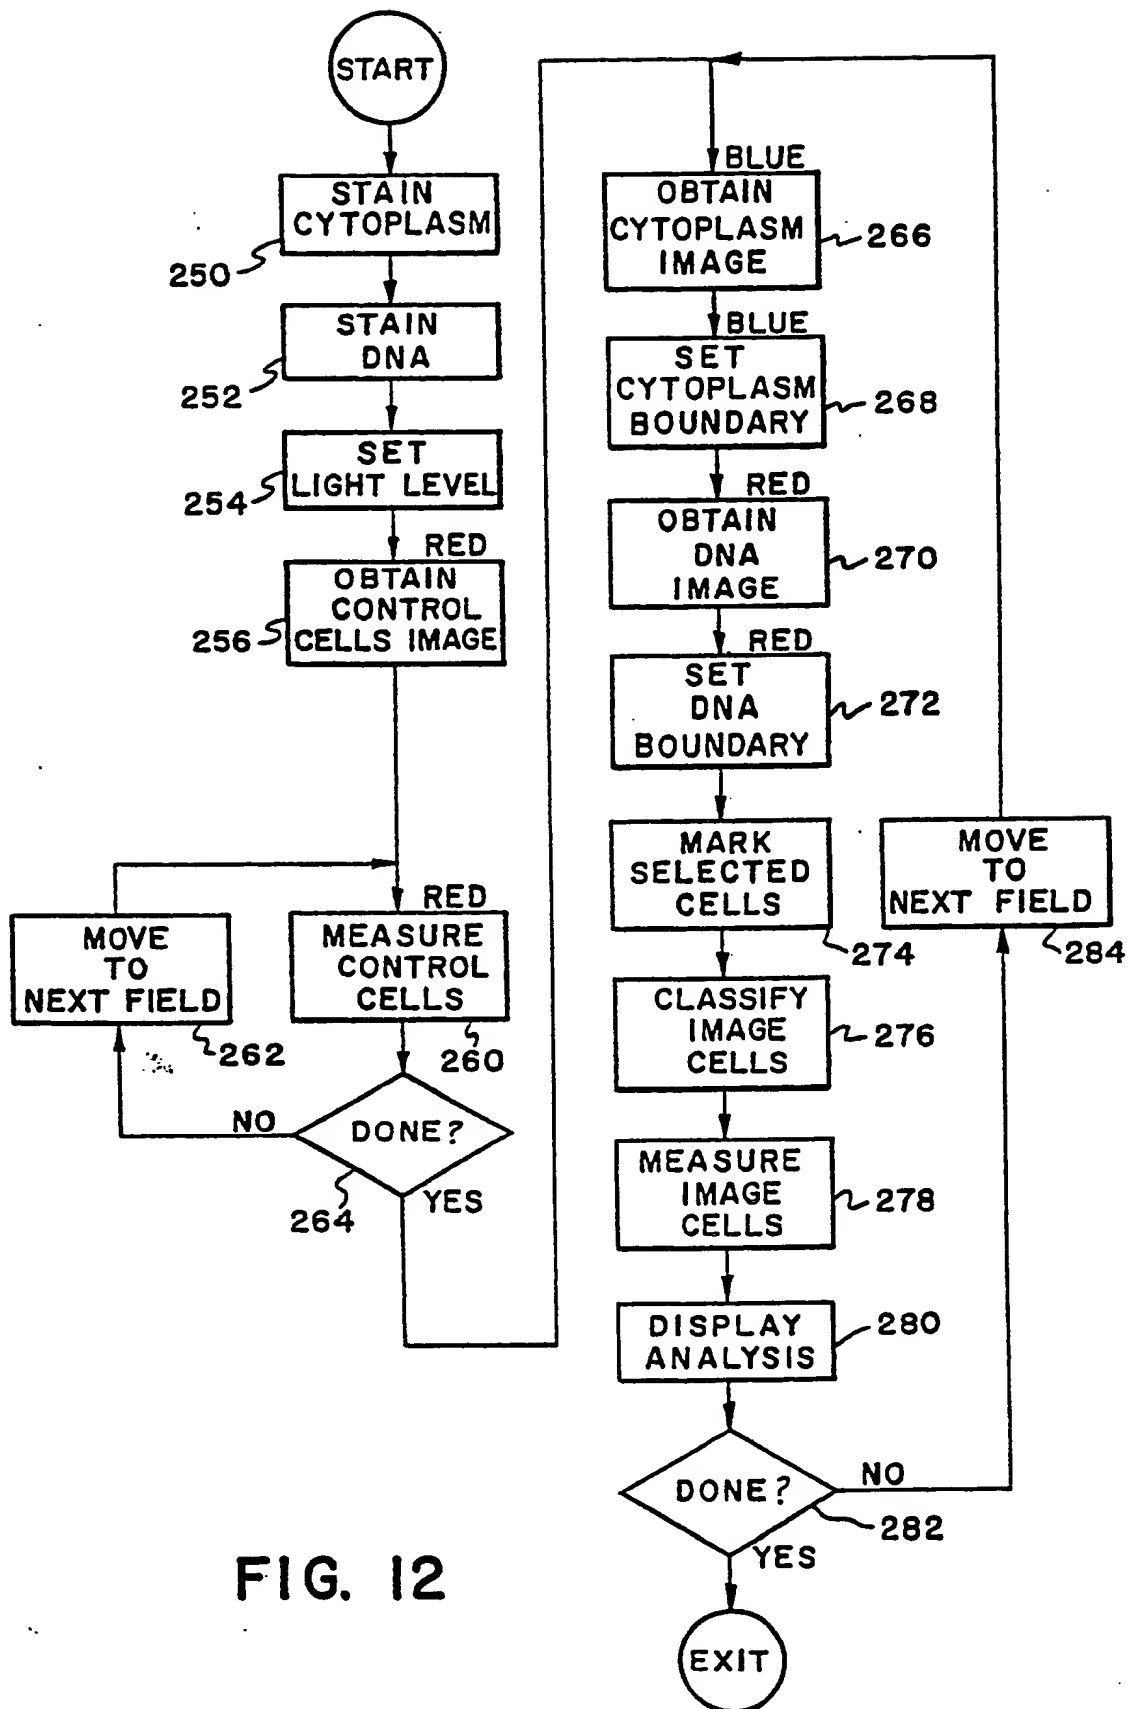 START
STAIN
CYTOPLASM
250
STAIN
DNA
252
SET
LIGHT LEVEL
254
RED
OBTAIN
CONTROL
CELLS IMAGE
256
RED
MEASURE
CONTROL
CELLS
260
MOVE
TO
NEXT FIELD
262
NO
DONE?
264
YES
BLUE
OBTAIN
CYTOPLASM
IMAGE
266
BLUE
SET
CYTOPLASM
BOUNDARY
268
RED
OBTAIN
DNA
IMAGE
270
RED
SET
DNA
BOUNDARY
272
MARK
SELECTED
CELLS
274
CLASSIFY
IMAGE
CELLS
276
MEASURE
IMAGE
CELLS
278
DISPLAY
ANALYSIS
280
DONE?
282
NO
MOVE
TO
NEXT FIELD
284
YES
EXIT
FIG. 12